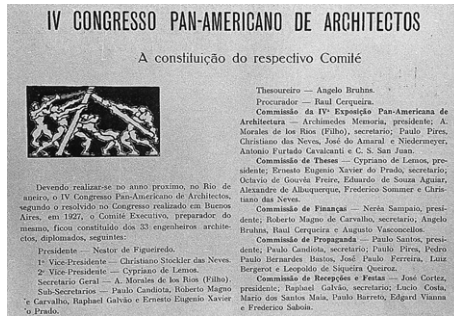 IV CONGRESSO PAN-AMERICANO DE ARCHITECTOS
A constituição do respectivo Comité
Devendo realizar-se no anno proximo, no Rio de
aneiro, o IV Congresso Pan-Americano de Architectos,
segundo o resolvido no Congresso realizado em Buenos
Aires, em 1927, o Comité Executivo, preparador do
mesmo, ficou constituido dos 33 engenheiros archite-
ctos, diplomados, seguintes:
Presidente — Nestor de Figueiredo.
1º Vice-Presidente — Christiano Stockler das Neves.
2º Vice-Presidente — Cypriano de Lemos.
Secretario Geral — A. Morales de los Rios (Filho).
Sub-Secretarios — Paulo Candiota, Roberto Magno
e Carvalho, Raphael Galvão e Ernesto Eugenio Xavier
o Prado.
Thesoureiro — Angelo Bruhns.
Procurador — Raul Cerqueira.
Commissão da IVª Exposição Pan-Americana de
Architectura — Archimedes Memoria, presidente; A.
Morales de los Rios (Filho), secretario; Paulo Pires,
Christiano das Neves, José do Amaral e Niedermeyer,
Antonio Furtado Cavalcanti e C. S. San Juan.
Commissão de Theses — Cypriano de Lemos, pre-
sidente; Ernesto Eugenio Xavier do Prado, secretario;
Octavio de Gouvêa Freire, Eduardo de Souza Aguiar,
Alexandre de Albuquerque, Frederico Sommer e Chris-
tiano das Neves.
Commissão de Finanças — Neréa Sampaio, presi-
dente; Roberto Magno de Carvalho, secretario; Angelo
Bruhns, Raul Cerqueira e Augusto Vasconcellos.
Commissão de Propaganda — Paulo Santos, presi-
dente; Paulo Candiota, secretario; Paulo Pires, Pedro
Paulo Bernardes Bastos, José Paulo Ferreira, Luiz
Bergerot e Leopoldo de Siqueira Queiroz.
Commissão de Recepções e Festas — José Cortez,
presidente; Raphael Galvão, secretario; Lucio Costa,
Mario dos Santos Maia, Paulo Barreto, Edgard Vianna
e Frederico Saboia.